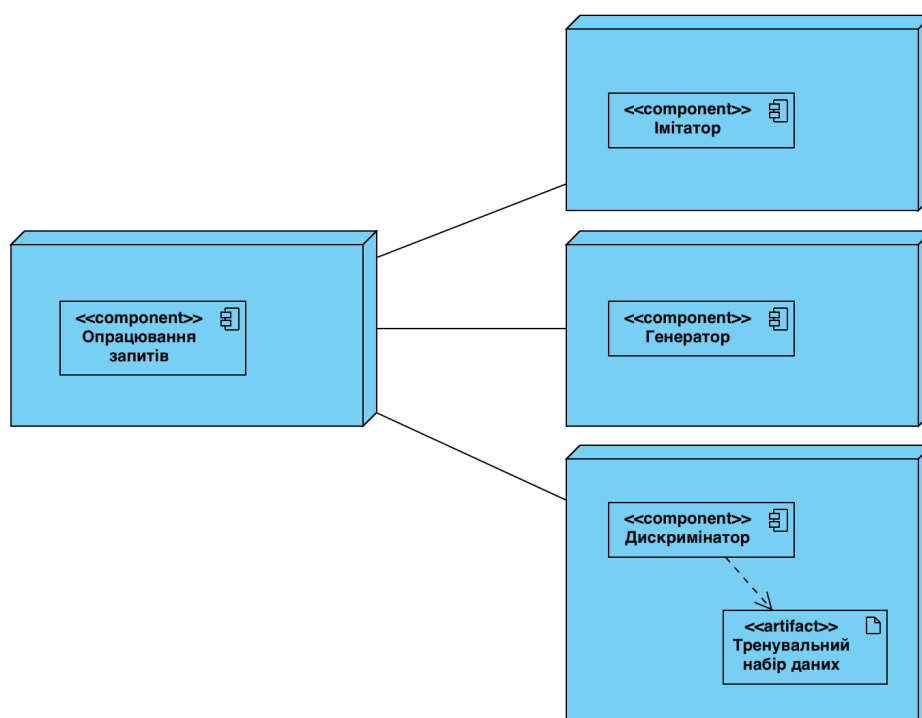 <<component>>
Імітатор
<<component>>
Опрацювання
запитів
<<component>>
Генератор
<<component>>
Дискримінатор
<<artifact>>
Тренувальний
набір даних